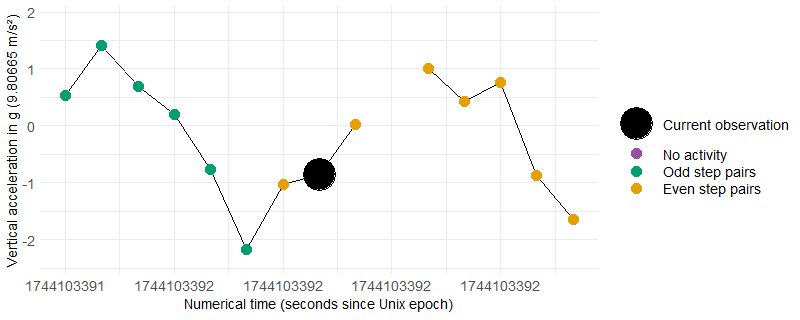 Vertical acceleration in g (9.80665 m/s²)
2
1
0
-1
-2
1744103391
1744103392
1744103392
1744103392
1744103392
Numerical time (seconds since Unix epoch)
Current observation
No activity
Odd step pairs
Even step pairs